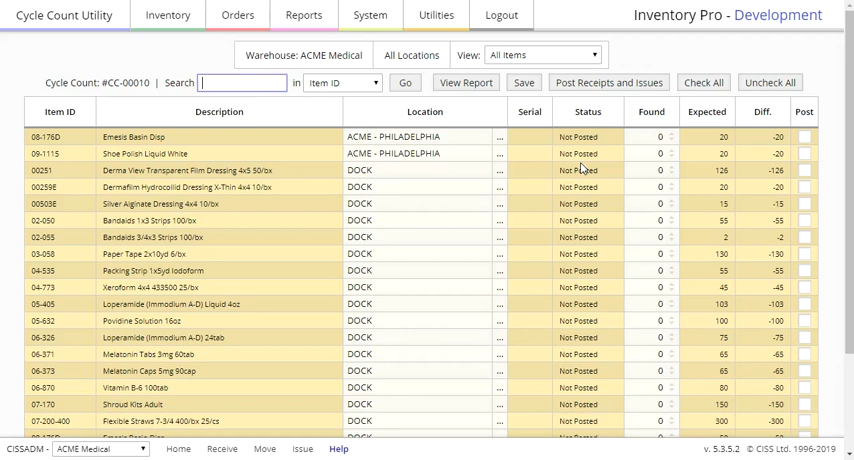 Cycle Count Utility Inventory Orders Reports System Utilities Logout Inventory Pro - Development
Warehouse: ACME Medical All Locations View: All Items
Cycle Count: #CC-00010 | Search in Item ID Go View Report Save Post Receipts and Issues Check All Uncheck All
Item ID Description Location Serial Status Found Expected Diff. Post
08-176D Emesis Basin Disp ACME - PHILADELPHIA ... Not Posted 0 20 -20
09-1115 Shoe Polish Liquid White ACME - PHILADELPHIA ... Not Posted 0 20 -20
00251 Derma View Transparent Film Dressing 4x5 50/bx DOCK ... Not Posted 0 126 -126
00259E Dermafilm Hydrocolloid Dressing X-Thin 4x4 10/bx DOCK ... Not Posted 0 20 -20
00503E Silver Alginate Dressing 4x4 10/bx DOCK ... Not Posted 0 15 -15
02-050 Bandaids 1x3 Strips 100/bx DOCK ... Not Posted 0 55 -55
02-055 Bandaids 3/4x3 Strips 100/bx DOCK ... Not Posted 0 2 -2
03-058 Paper Tape 2x10yd 6/bx DOCK ... Not Posted 0 130 -130
04-535 Packing Strip 1x5yd Iodoform DOCK ... Not Posted 0 55 -55
04-773 Xeroform 4x4 433500 25/bx DOCK ... Not Posted 0 45 -45
05-405 Loperamide (Immodium A-D) Liquid 4oz DOCK ... Not Posted 0 103 -103
05-632 Povidine Solution 16oz DOCK ... Not Posted 0 100 -100
06-326 Loperamide (Immodium A-D) 24tab DOCK ... Not Posted 0 75 -75
06-371 Melatonin Tabs 3mg 60tab DOCK ... Not Posted 0 65 -65
06-373 Melatonin Caps 5mg 90cap DOCK ... Not Posted 0 65 -65
06-870 Vitamin B-6 100tab DOCK ... Not Posted 0 80 -80
07-170 Shroud Kits Adult DOCK ... Not Posted 0 150 -150
07-200-400 Flexible Straws 7-3/4 400/bx 25/cs DOCK ... Not Posted 0 300 -300
08-176D Emesis Basin Disp DOCK ... Not Posted 0 50 -50
CISSADM - ACME Medical Home Receive Move Issue Help v. 5.3.5.2 © CISS Ltd. 1996-2019